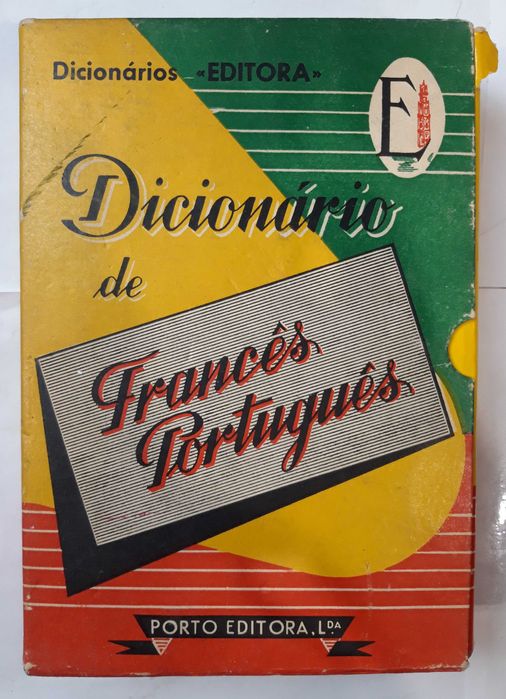 Dicionários «EDITORA»
E
Dicionário
de
Francês
Português
PORTO EDITORA, L.DA